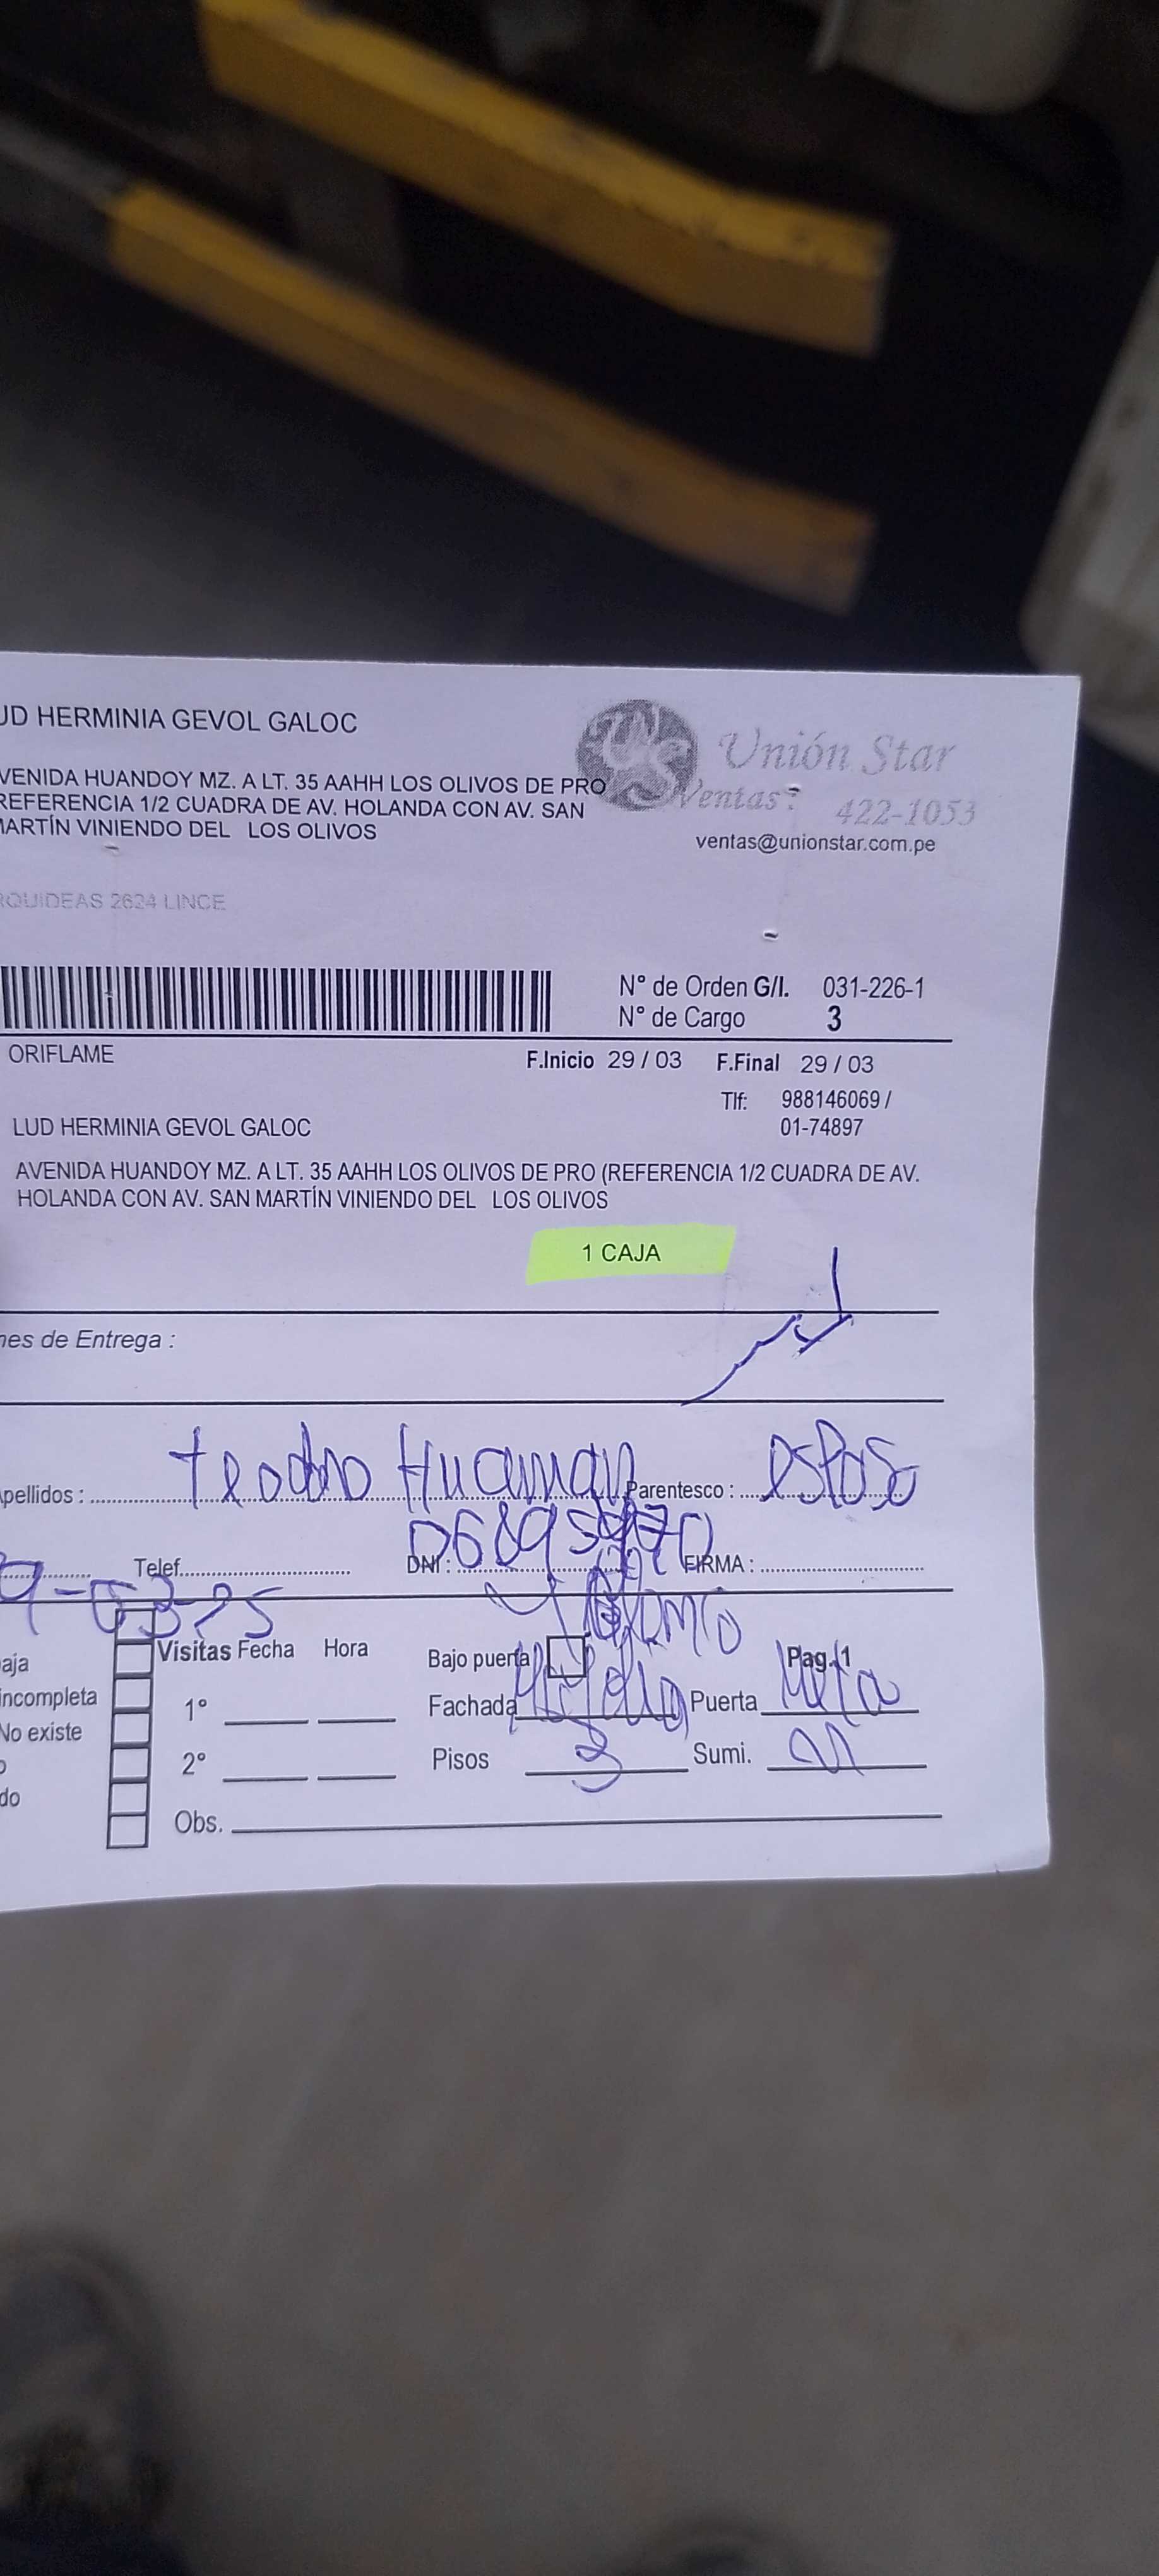 UD HERMINIA GEVOL GALOC
VENIDA HUANDOY MZ. A LT. 35 AAHH LOS OLIVOS DE PRO
REFERENCIA 1/2 CUADRA DE AV. HOLANDA CON AV. SAN
MARTÍN VINIENDO DEL LOS OLIVOS
Unión Star
Ventas: 422-1053
ventas@unionstar.com.pe
RQUIDEAS 2624 LINCE
N° de Orden G/I. 031-226-1
N° de Cargo 3
ORIFLAME
F.Inicio 29 / 03 F.Final 29 / 03
Tlf: 988146069 /
01-74897
LUD HERMINIA GEVOL GALOC
AVENIDA HUANDOY MZ. A LT. 35 AAHH LOS OLIVOS DE PRO (REFERENCIA 1/2 CUADRA DE AV.
HOLANDA CON AV. SAN MARTÍN VINIENDO DEL LOS OLIVOS
1 CAJA
nes de Entrega :
Apellidos : Teodoro Huaman Parentesco : esposo
Telef. DNI : FIRMA :
9-03-25
Visitas Fecha Hora
Bajo puerta Pag. 1
aja
incompleta
No existe
do
1°
2°
Fachada Puerta
Pisos 3 Sumi.
Obs.